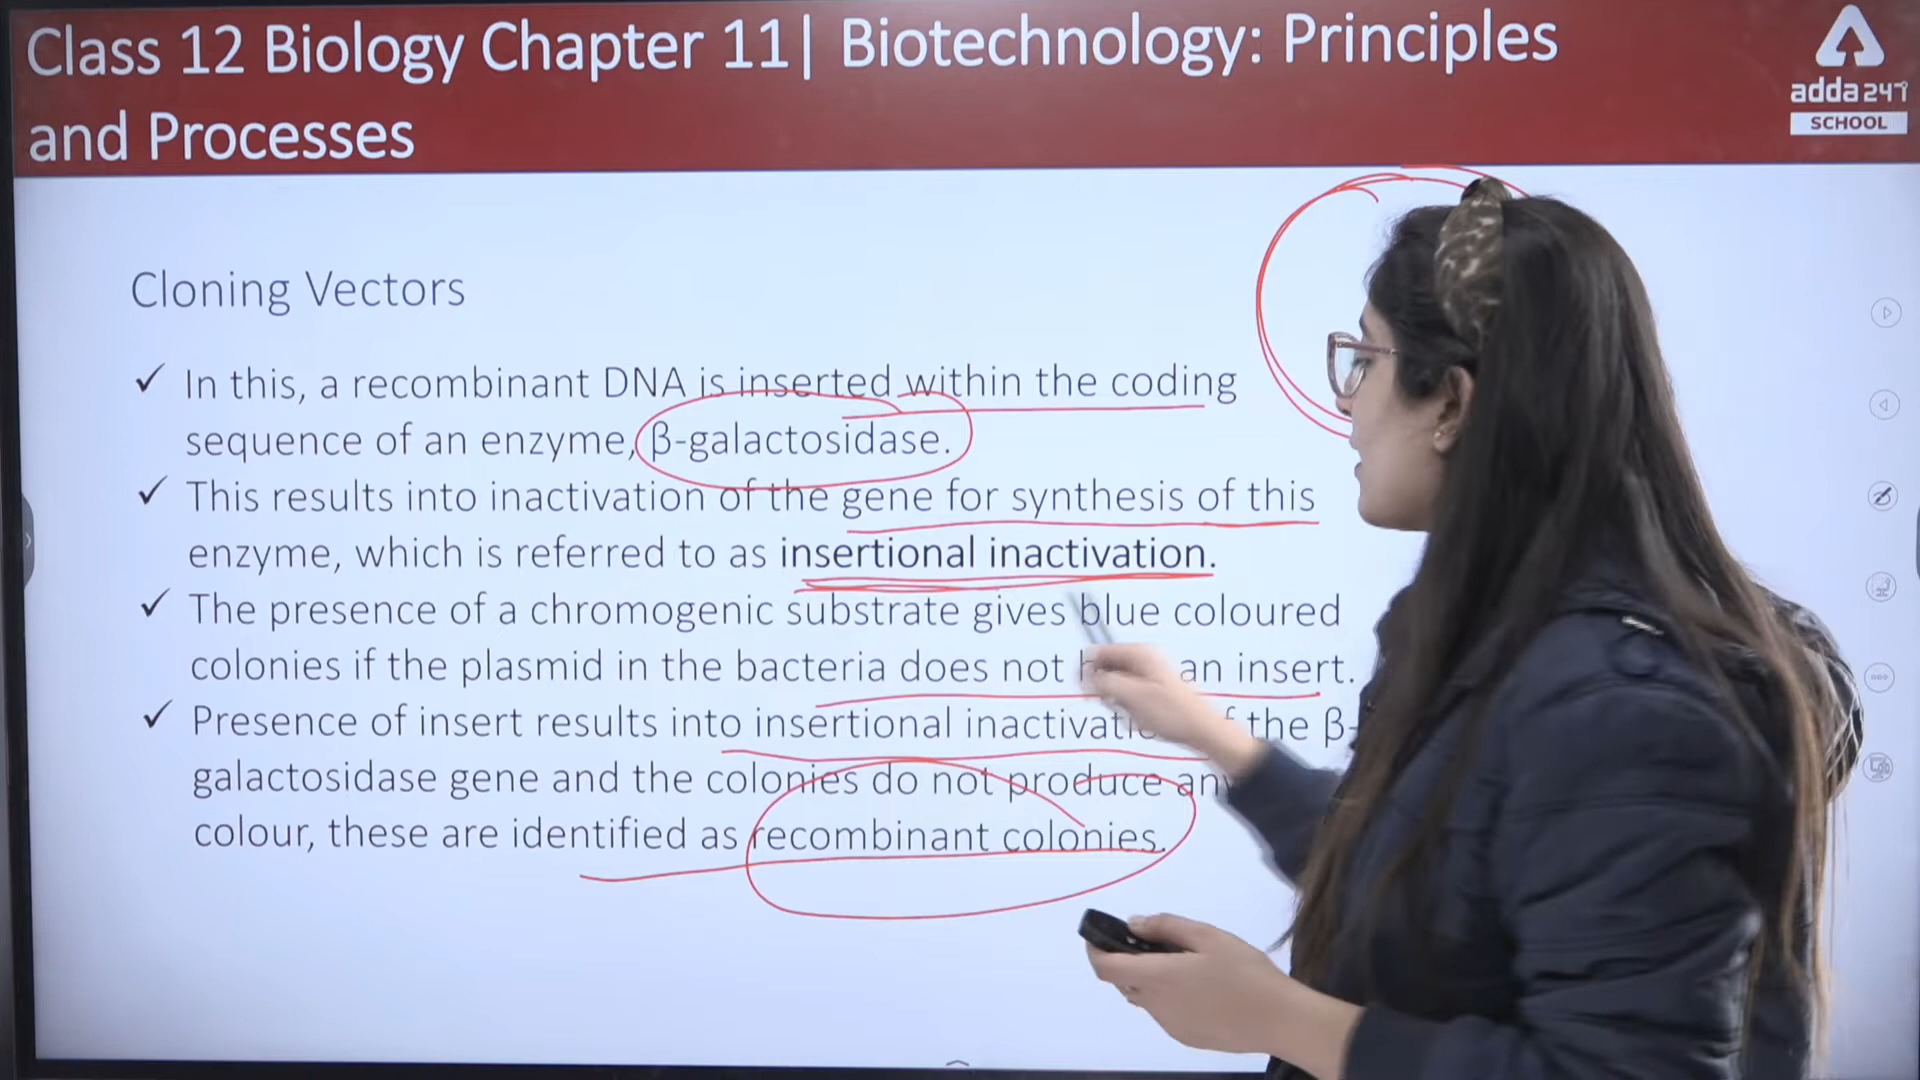 Class 12 Biology Chapter 11| Biotechnology: Principles
and Processes
adda247
SCHOOL
Cloning Vectors
✓ In this, a recombinant DNA is inserted within the coding
sequence of an enzyme, β-galactosidase.
✓ This results into inactivation of the gene for synthesis of this
enzyme, which is referred to as insertional inactivation.
✓ The presence of a chromogenic substrate gives blue coloured
colonies if the plasmid in the bacteria does not an insert.
✓ Presence of insert results into insertional the β-
galactosidase gene and the colonies do not produce any
colour, these are identified as recombinant colonies.